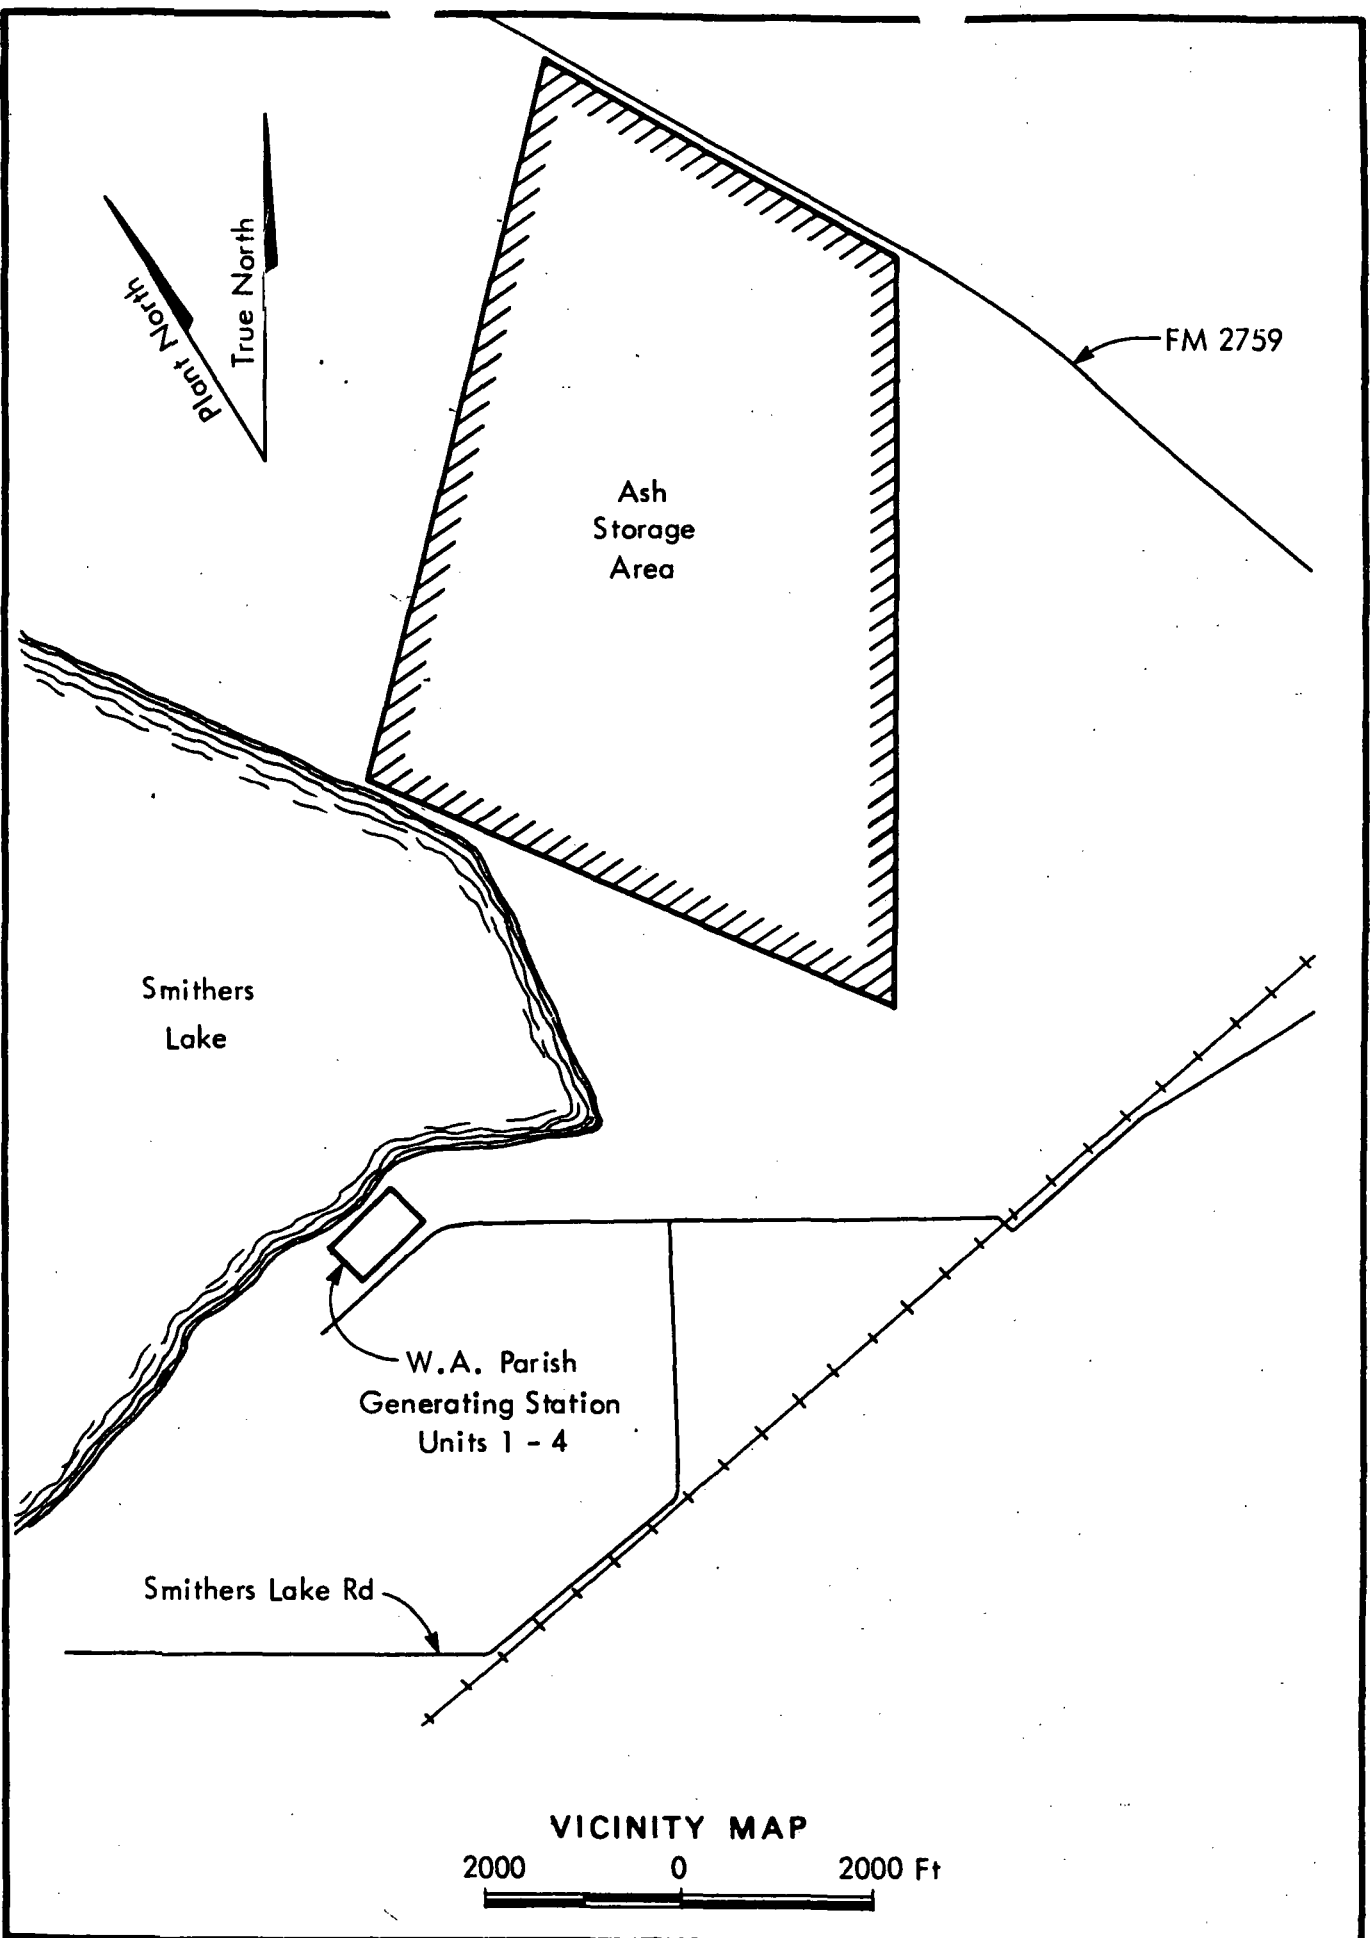 True North
Plant North
FM 2759
Ash
Storage
Area
Smithers
Lake
W.A. Parish
Generating Station
Units 1 - 4
Smithers Lake Rd
VICINITY MAP
2000 0 2000 Ft